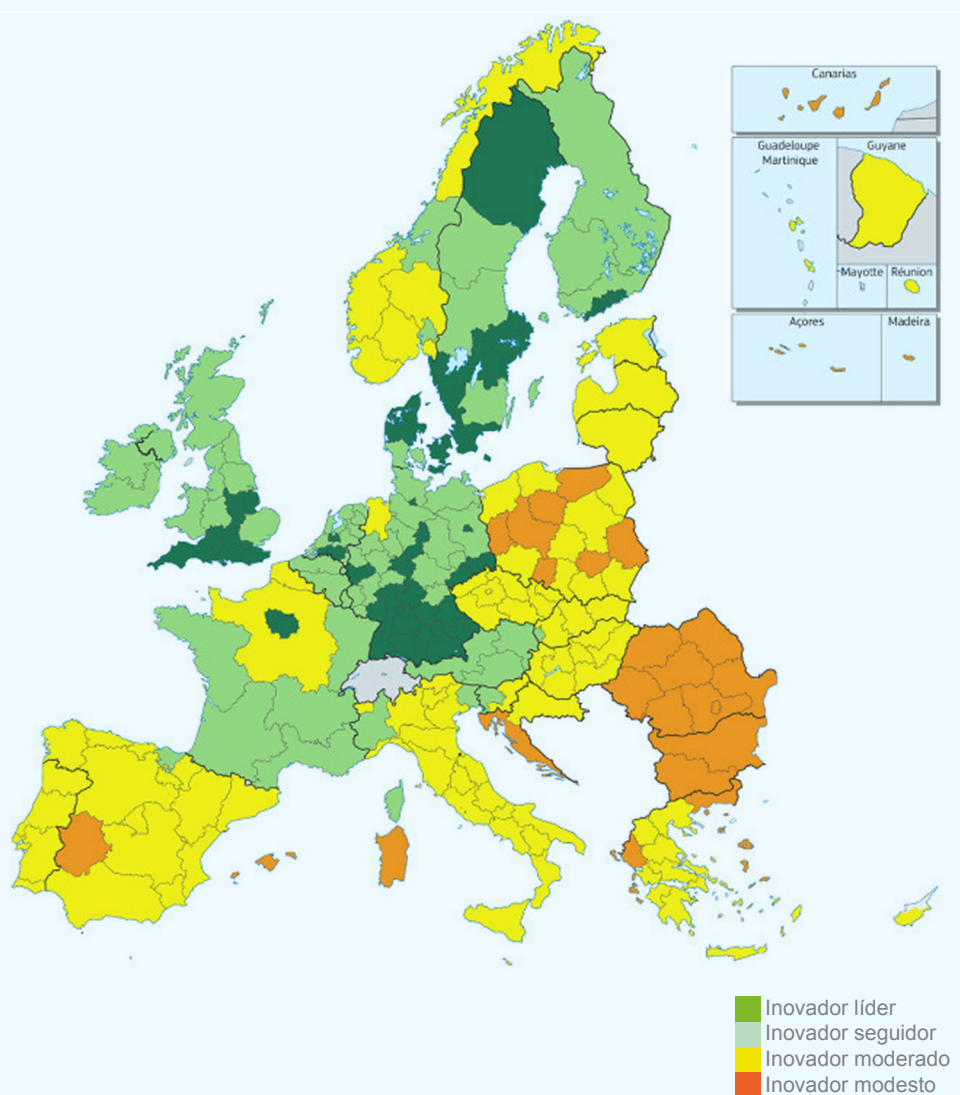 Canarias
Guadeloupe
Martinique
Guyane
Mayotte
Réunion
Açores
Madeira
Inovador líder
Inovador seguidor
Inovador moderado
Inovador modesto